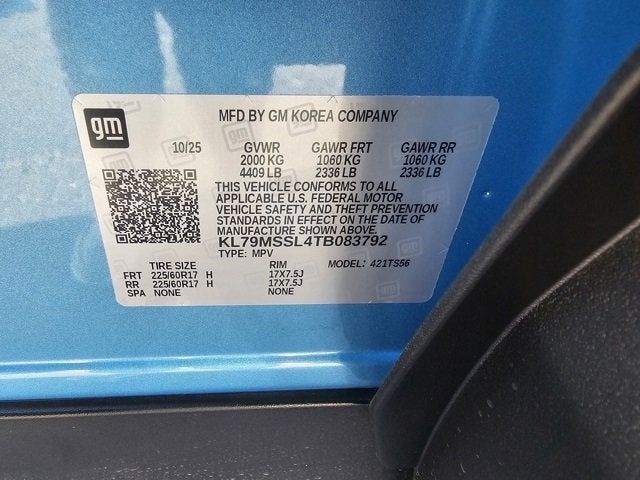 gm
MFD BY GM KOREA COMPANY
10/25 GVWR GAWR FRT GAWR RR
2000 KG 1060 KG 1060 KG
4409 LB 2336 LB 2336 LB
THIS VEHICLE CONFORMS TO ALL
APPLICABLE U.S. FEDERAL MOTOR
VEHICLE SAFETY AND THEFT PREVENTION
STANDARDS IN EFFECT ON THE DATE OF
MANUFACTURE SHOWN ABOVE.
KL79MSSL4TB083792
TYPE: MPV
TIRE SIZE RIM MODEL: 421TS56
FRT 225/60R17 H 17X7.5J
RR 225/60R17 H 17X7.5J
SPA NONE NONE